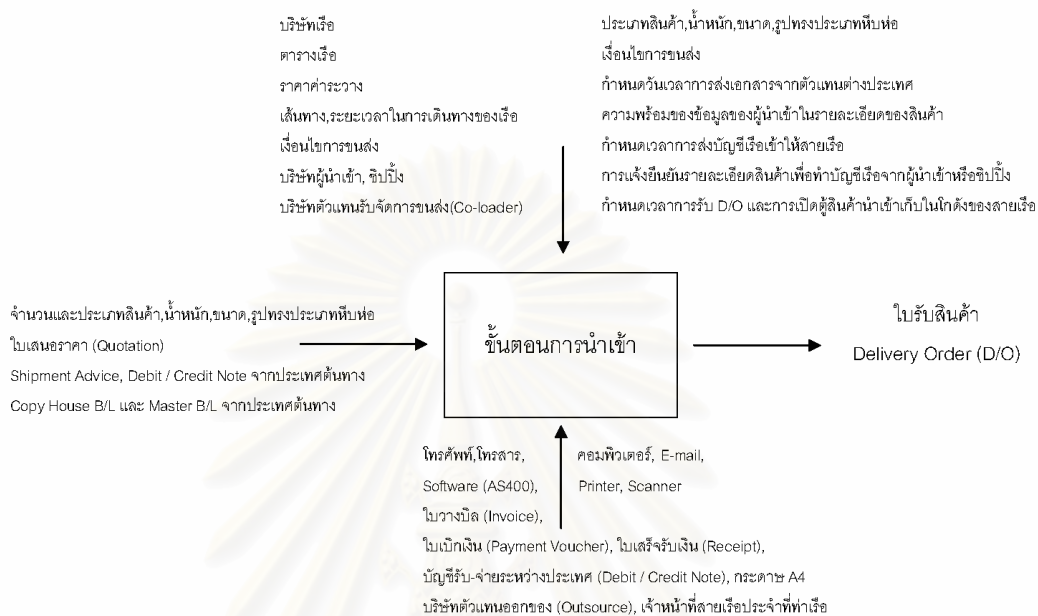 บริษัทเรือ
ตารางเรือ
ราคาค่าระวาง
เส้นทาง,ระยะเวลาในการเดินทางของเรือ
เงื่อนไขการขนส่ง
บริษัทผู้นำเข้า, ชิปปิ้ง
บริษัทตัวแทนรับจัดการขนส่ง(Co-loader)
ประเภทสินค้า,น้ำหนัก,ขนาด,รูปทรงประเภทหีบห่อ
เงื่อนไขการขนส่ง
กำหนดวันเวลาการส่งเอกสารจากตัวแทนต่างประเทศ
ความพร้อมของข้อมูลของผู้นำเข้าในรายละเอียดของสินค้า
กำหนดเวลาการส่งบัญชีเรือเข้าให้สายเรือ
การแจ้งยืนยันรายละเอียดสินค้าเพื่อทำบัญชีเรือจากผู้นำเข้าหรือชิปปิ้ง
กำหนดเวลาการรับ D/O และการเปิดตู้สินค้านำเข้าเก็บในโกดังของสายเรือ
จำนวนและประเภทสินค้า,น้ำหนัก,ขนาด,รูปทรงประเภทหีบห่อ
ใบเสนอราคา (Quotation)
Shipment Advice, Debit / Credit Note จากประเทศต้นทาง
Copy House B/L และ Master B/L จากประเทศต้นทาง
ขั้นตอนการนำเข้า
ใบรับสินค้า
Delivery Order (D/O)
โทรศัพท์,โทรสาร,
Software (AS400),
ใบวางบิล (Invoice),
คอมพิวเตอร์, E-mail,
Printer, Scanner
ใบเบิกเงิน (Payment Voucher), ใบเสร็จรับเงิน (Receipt),
บัญชีรับ-จ่ายระหว่างประเทศ (Debit / Credit Note), กระดาษ A4
บริษัทตัวแทนออกของ (Outsource), เจ้าหน้าที่สายเรือประจำที่ท่าเรือ